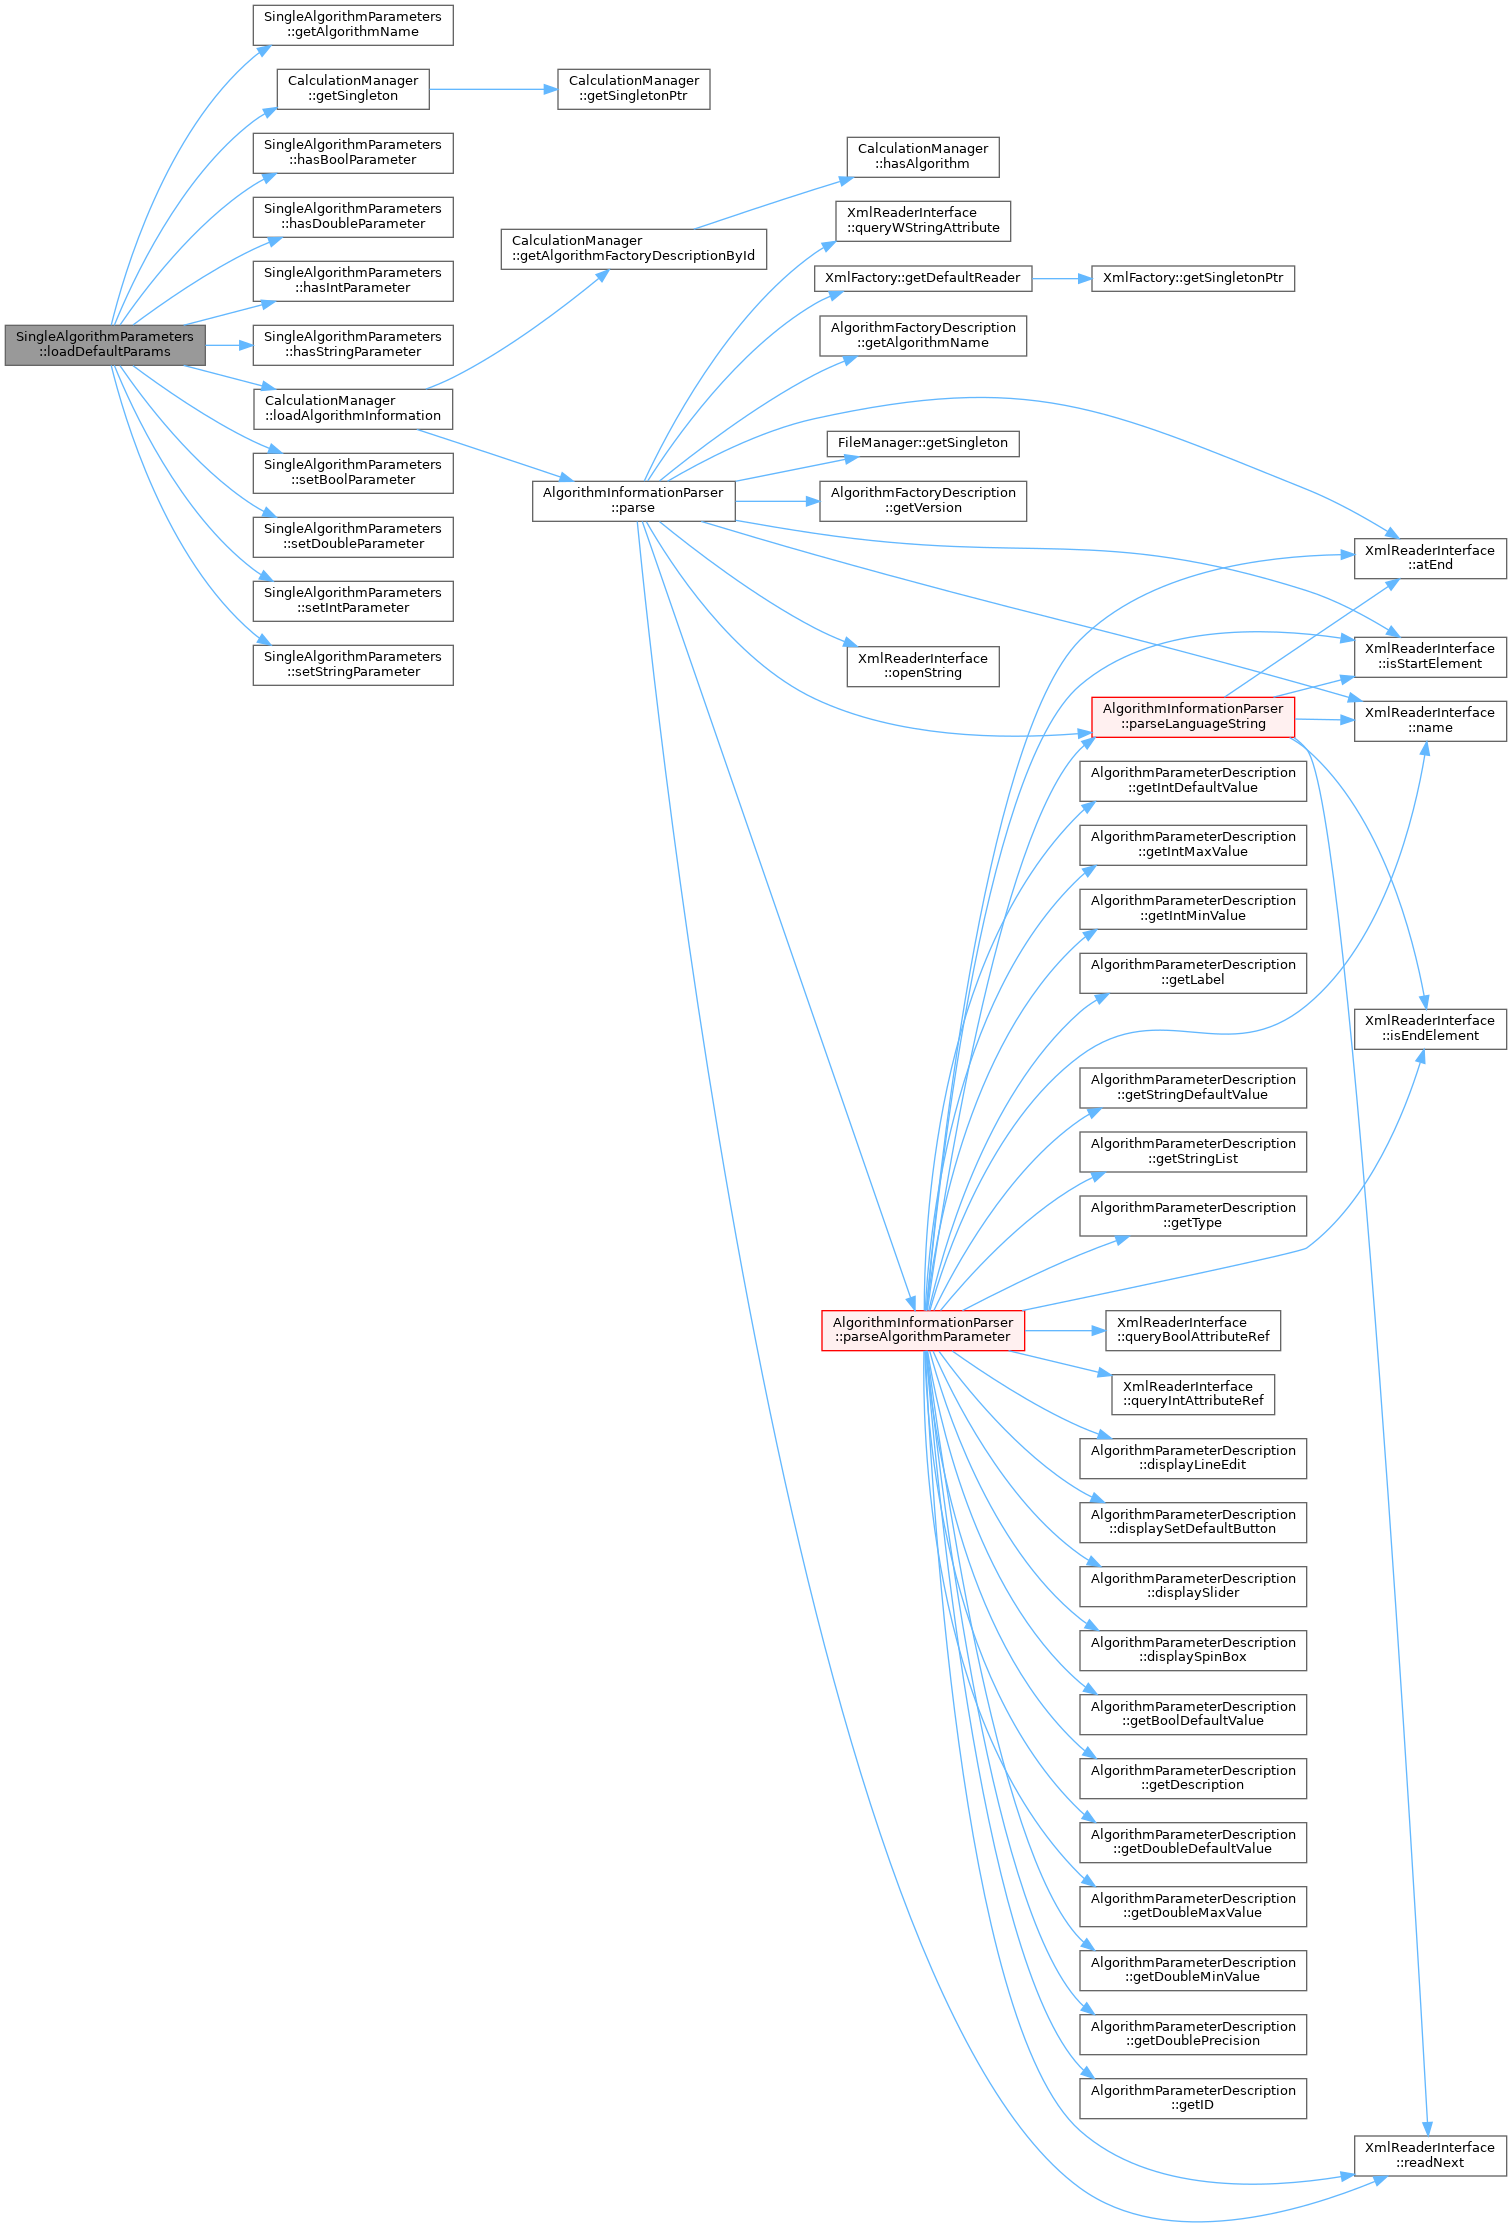 SingleAlgorithmParameters
::loadDefaultParams
SingleAlgorithmParameters
::getAlgorithmName
CalculationManager
::getSingleton
CalculationManager
::getSingletonPtr
SingleAlgorithmParameters
::hasBoolParameter
SingleAlgorithmParameters
::hasDoubleParameter
SingleAlgorithmParameters
::hasIntParameter
SingleAlgorithmParameters
::hasStringParameter
CalculationManager
::loadAlgorithmInformation
SingleAlgorithmParameters
::setBoolParameter
SingleAlgorithmParameters
::setDoubleParameter
SingleAlgorithmParameters
::setIntParameter
SingleAlgorithmParameters
::setStringParameter
CalculationManager
::getAlgorithmFactoryDescriptionById
AlgorithmInformationParser
::parse
CalculationManager
::hasAlgorithm
XmlReaderInterface
::queryWStringAttribute
XmlFactory::getDefaultReader
XmlFactory::getSingletonPtr
AlgorithmFactoryDescription
::getAlgorithmName
FileManager::getSingleton
AlgorithmFactoryDescription
::getVersion
XmlReaderInterface
::openString
AlgorithmInformationParser
::parseAlgorithmParameter
AlgorithmInformationParser
::parseLanguageString
AlgorithmParameterDescription
::getIntDefaultValue
AlgorithmParameterDescription
::getIntMaxValue
AlgorithmParameterDescription
::getIntMinValue
AlgorithmParameterDescription
::getLabel
AlgorithmParameterDescription
::getStringDefaultValue
AlgorithmParameterDescription
::getStringList
AlgorithmParameterDescription
::getType
XmlReaderInterface
::queryBoolAttributeRef
XmlReaderInterface
::queryIntAttributeRef
AlgorithmParameterDescription
::displayLineEdit
AlgorithmParameterDescription
::displaySetDefaultButton
AlgorithmParameterDescription
::displaySlider
AlgorithmParameterDescription
::displaySpinBox
AlgorithmParameterDescription
::getBoolDefaultValue
AlgorithmParameterDescription
::getDescription
AlgorithmParameterDescription
::getDoubleDefaultValue
AlgorithmParameterDescription
::getDoubleMaxValue
AlgorithmParameterDescription
::getDoubleMinValue
AlgorithmParameterDescription
::getDoublePrecision
AlgorithmParameterDescription
::getID
XmlReaderInterface
::atEnd
XmlReaderInterface
::isStartElement
XmlReaderInterface
::name
XmlReaderInterface
::isEndElement
XmlReaderInterface
::readNext